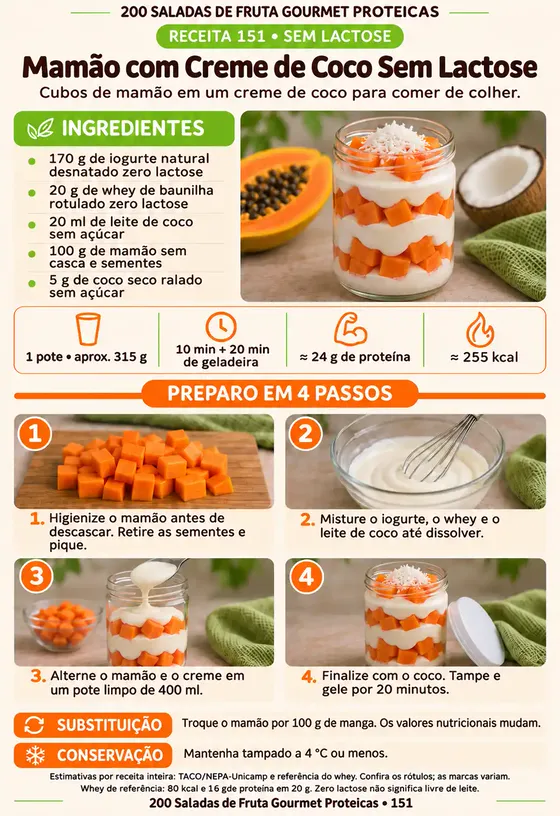 200 SALADAS DE FRUTA GOURMET PROTEICAS
RECEITA 151 • SEM LACTOSE
Mamão com Creme de Coco Sem Lactose
Cubos de mamão em um creme de coco para comer de colher.
INGREDIENTES
170 g de iogurte natural
desnatado zero lactose
20 g de whey de baunilha
rotulado zero lactose
20 ml de leite de coco
sem açúcar
100 g de mamão sem
casca e sementes
5 g de coco seco ralado
sem açúcar
1 pote • aprox. 315 g
10 min + 20 min
de geladeira
≈ 24 g de proteína
≈ 255 kcal
PREPARO EM 4 PASSOS
1
2
1. Higienize o mamão antes de
descascar. Retire as sementes e
pique.
2. Misture o iogurte, o whey e o
leite de coco até dissolver.
3
4
3. Alterne o mamão e o creme em
um pote limpo de 400 ml.
4. Finalize com o coco. Tampe e
gele por 20 minutos.
SUBSTITUIÇÃO
Troque o mamão por 100 g de manga. Os valores nutricionais mudam.
CONSERVAÇÃO
Mantenha tampado a 4 °C ou menos.
Estimativas por receita inteira: TACO/NEPA-Unicamp e referência do whey. Confira os rótulos; as marcas variam.
Whey de referência: 80 kcal e 16 gde proteína em 20 g. Zero lactose não significa livre de leite.
200 Saladas de Fruta Gourmet Proteicas • 151